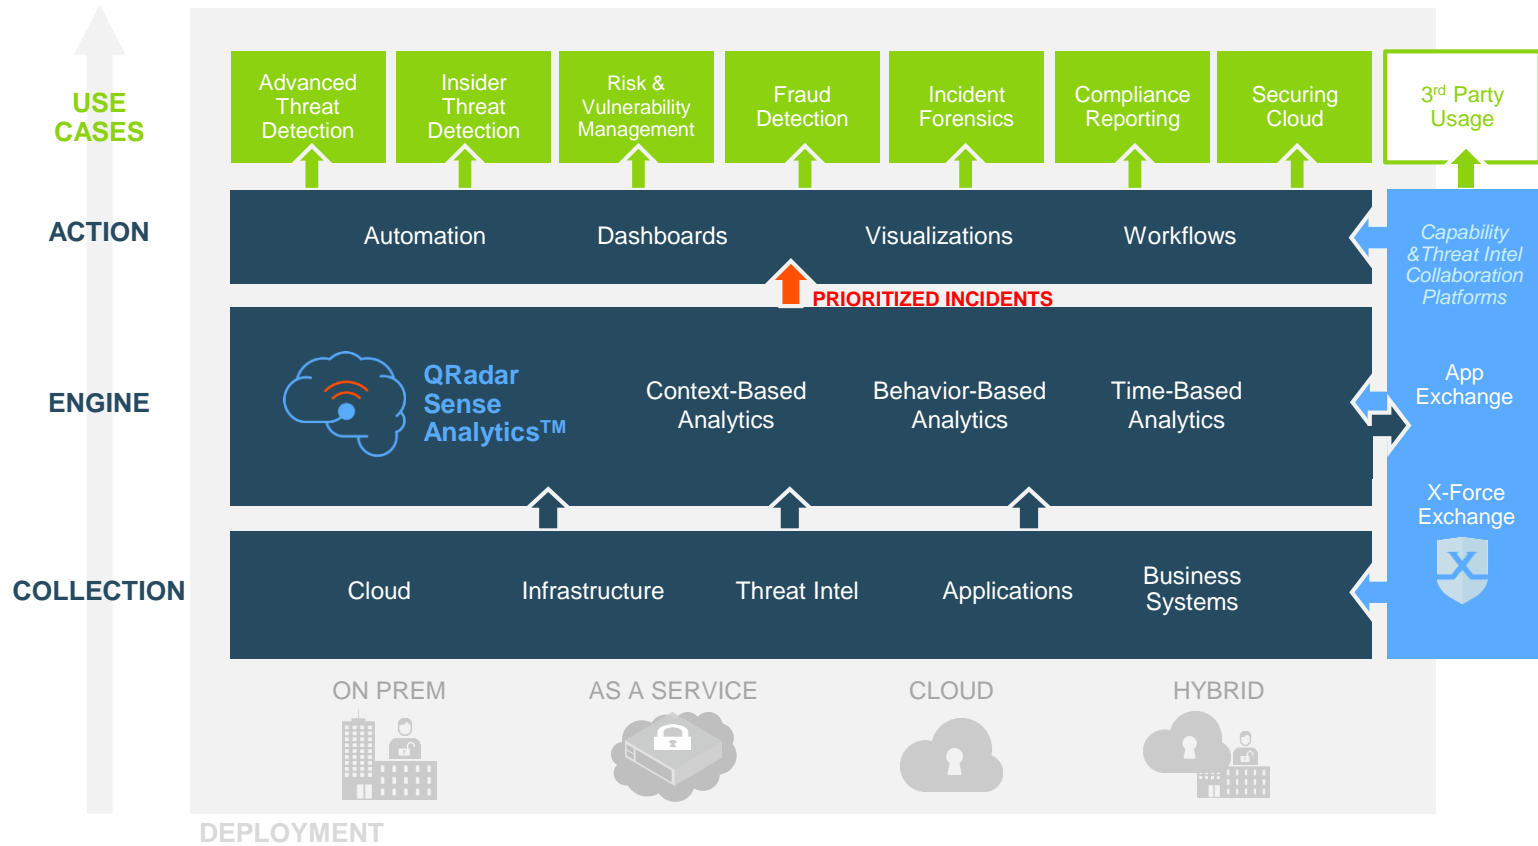 USE
CASES
Advanced
Threat
Detection
Insider
Threat
Detection
Risk &
Vulnerability
Management
Fraud
Detection
Incident
Forensics
Compliance
Reporting
Securing
Cloud
3rd Party
Usage
ACTION
Automation
Dashboards
Visualizations
Workflows
Capability
&Threat Intel
Collaboration
Platforms
PRIORITIZED INCIDENTS
ENGINE
QRadar
Sense
Analytics™
Context-Based
Analytics
Behavior-Based
Analytics
Time-Based
Analytics
App
Exchange
X-Force
Exchange
X
COLLECTION
Cloud
Infrastructure
Threat Intel
Applications
Business
Systems
ON PREM
AS A SERVICE
CLOUD
HYBRID
DEPLOYMENT